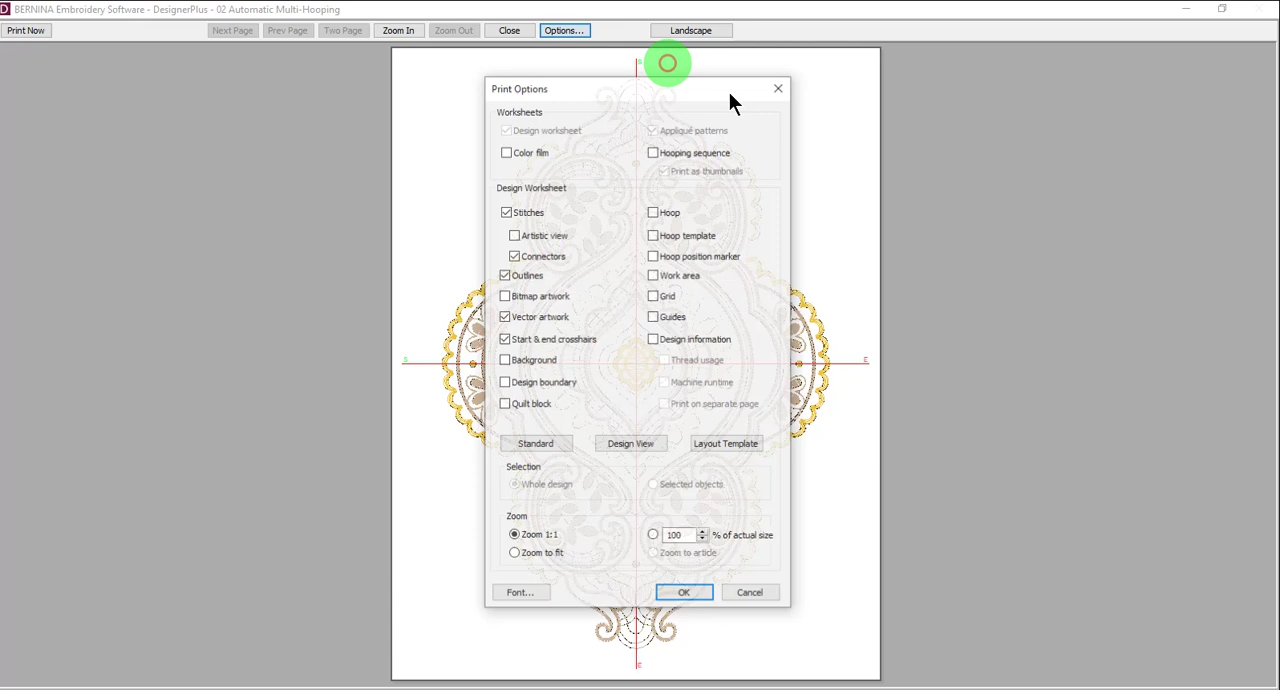 BERNINA Embroidery Software - DesignerPlus - 02 Automatic Multi-Hooping
Print Now Next Page Prev Page Two Page Zoom In Zoom Out Close Options... Landscape
Print Options
Worksheets
Design worksheet Appliqué patterns
Color film Hooping sequence
Print as thumbnails
Design Worksheet
Stitches Hoop
Artistic view Hoop template
Connectors Hoop position marker
Outlines Work area
Bitmap artwork Grid
Vector artwork Guides
Start & end crosshairs Design information
Background Thread usage
Design boundary Machine runtime
Quilt block Print on separate page
Standard Design View Layout Template
Selection
Whole design Selected objects
Zoom
Zoom 1:1 100 % of actual size
Zoom to fit Zoom to article
Font... OK Cancel
S
S
E
E